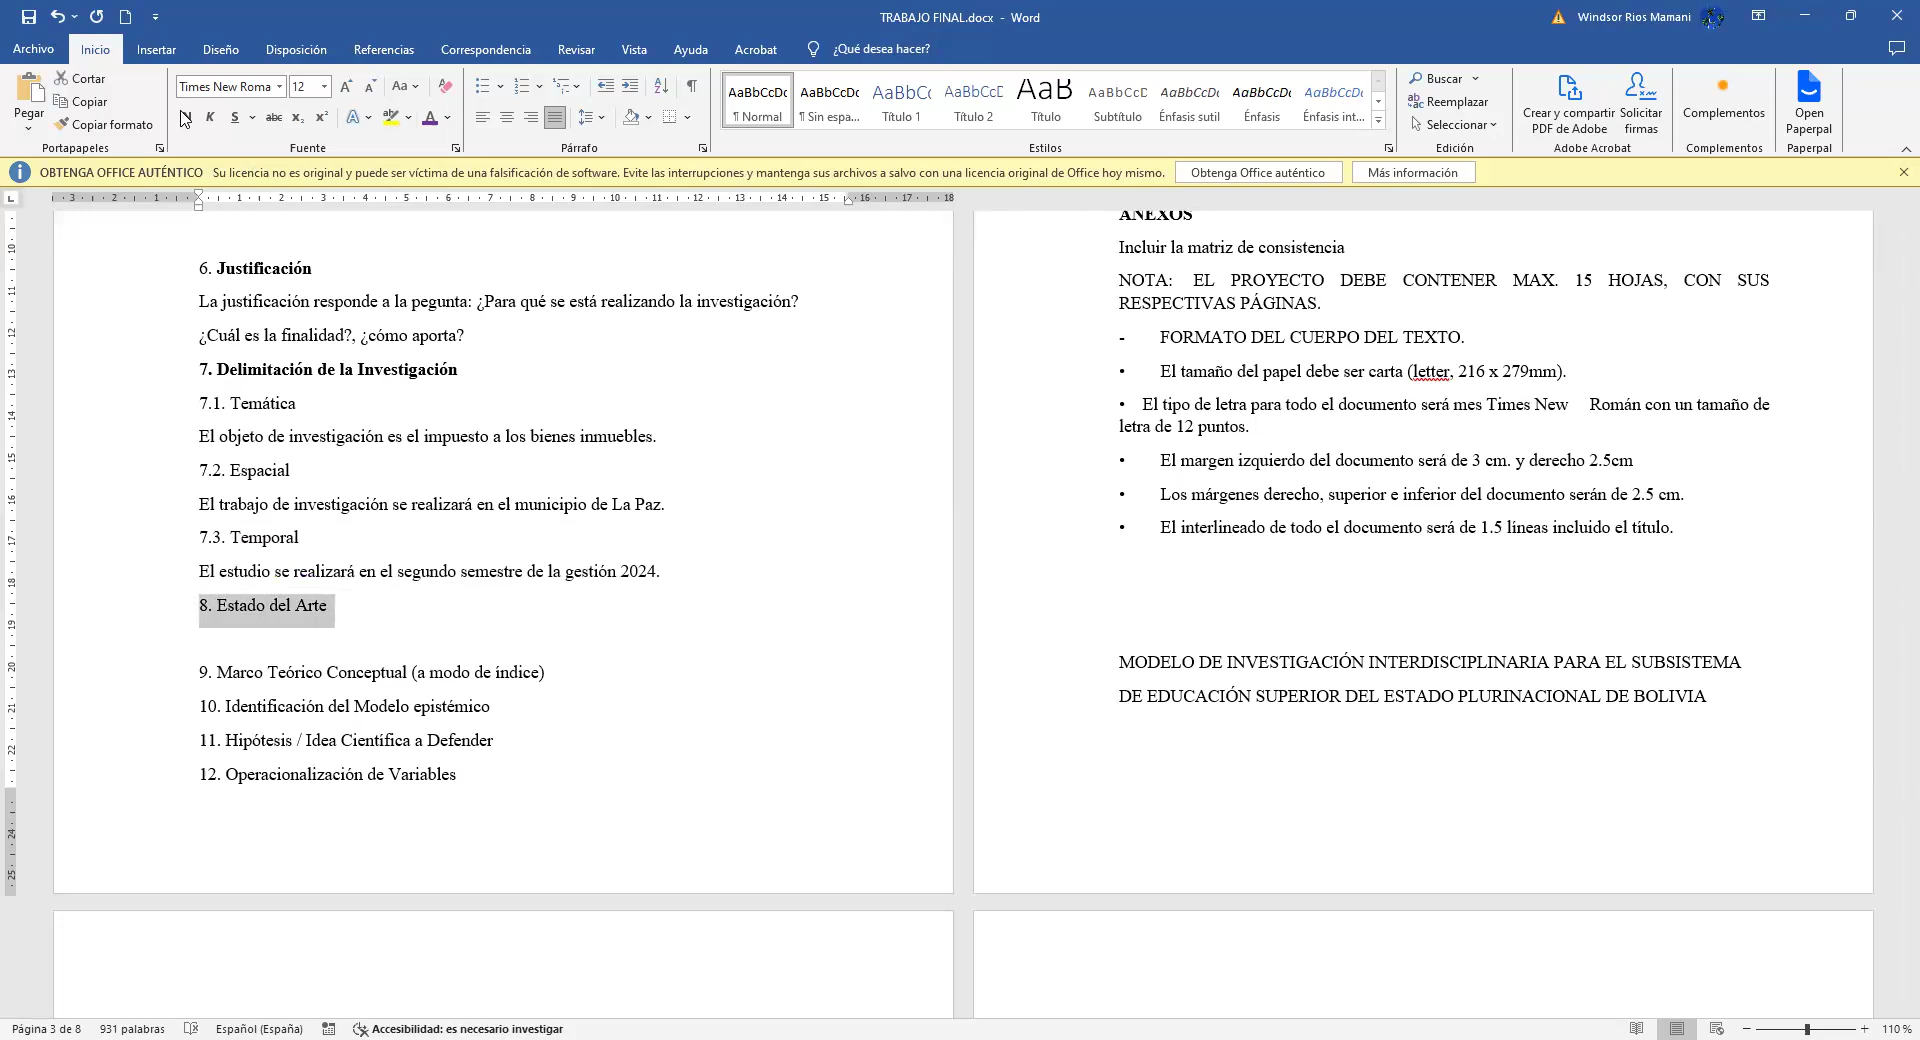 TRABAJO FINAL.docx - Word
Windsor Rios Mamani
Archivo
Inicio
Insertar
Diseño
Disposición
Referencias
Correspondencia
Revisar
Vista
Ayuda
Acrobat
¿Qué desea hacer?
Pegar
Cortar
Copiar
Copiar formato
Portapapeles
Times New Roma
12
Fuente
Párrafo
AaBbCcDc
¶ Normal
AaBbCcDc
¶ Sin espa...
AaBbCc
Título 1
AaBbCcD
Título 2
AaB
Título
AaBbCcD
Subtítulo
AaBbCcDc
Énfasis sutil
AaBbCcDc
Énfasis
AaBbCcDc
Énfasis int...
Estilos
Buscar
Reemplazar
Seleccionar
Edición
Crear y compartir
PDF de Adobe
Solicitar
firmas
Adobe Acrobat
Complementos
Complementos
Open
Paperpal
Paperpal
OBTENGA OFFICE AUTÉNTICO Su licencia no es original y puede ser víctima de una falsificación de software. Evite las interrupciones y mantenga sus archivos a salvo con una licencia original de Office hoy mismo.
Obtenga Office auténtico
Más información
6. Justificación
La justificación responde a la pegunta: ¿Para qué se está realizando la investigación?
¿Cuál es la finalidad?, ¿cómo aporta?
7. Delimitación de la Investigación
7.1. Temática
El objeto de investigación es el impuesto a los bienes inmuebles.
7.2. Espacial
El trabajo de investigación se realizará en el municipio de La Paz.
7.3. Temporal
El estudio se realizará en el segundo semestre de la gestión 2024.
8. Estado del Arte
9. Marco Teórico Conceptual (a modo de índice)
10. Identificación del Modelo epistémico
11. Hipótesis / Idea Científica a Defender
12. Operacionalización de Variables
ANEXOS
Incluir la matriz de consistencia
NOTA: EL PROYECTO DEBE CONTENER MAX. 15 HOJAS, CON SUS
RESPECTIVAS PÁGINAS.
- FORMATO DEL CUERPO DEL TEXTO.
• El tamaño del papel debe ser carta (letter, 216 x 279mm).
• El tipo de letra para todo el documento será mes Times New Román con un tamaño de
letra de 12 puntos.
• El margen izquierdo del documento será de 3 cm. y derecho 2.5cm
• Los márgenes derecho, superior e inferior del documento serán de 2.5 cm.
• El interlineado de todo el documento será de 1.5 líneas incluido el título.
MODELO DE INVESTIGACIÓN INTERDISCIPLINARIA PARA EL SUBSISTEMA
DE EDUCACIÓN SUPERIOR DEL ESTADO PLURINACIONAL DE BOLIVIA
Página 3 de 8
931 palabras
Español (España)
Accesibilidad: es necesario investigar
110 %